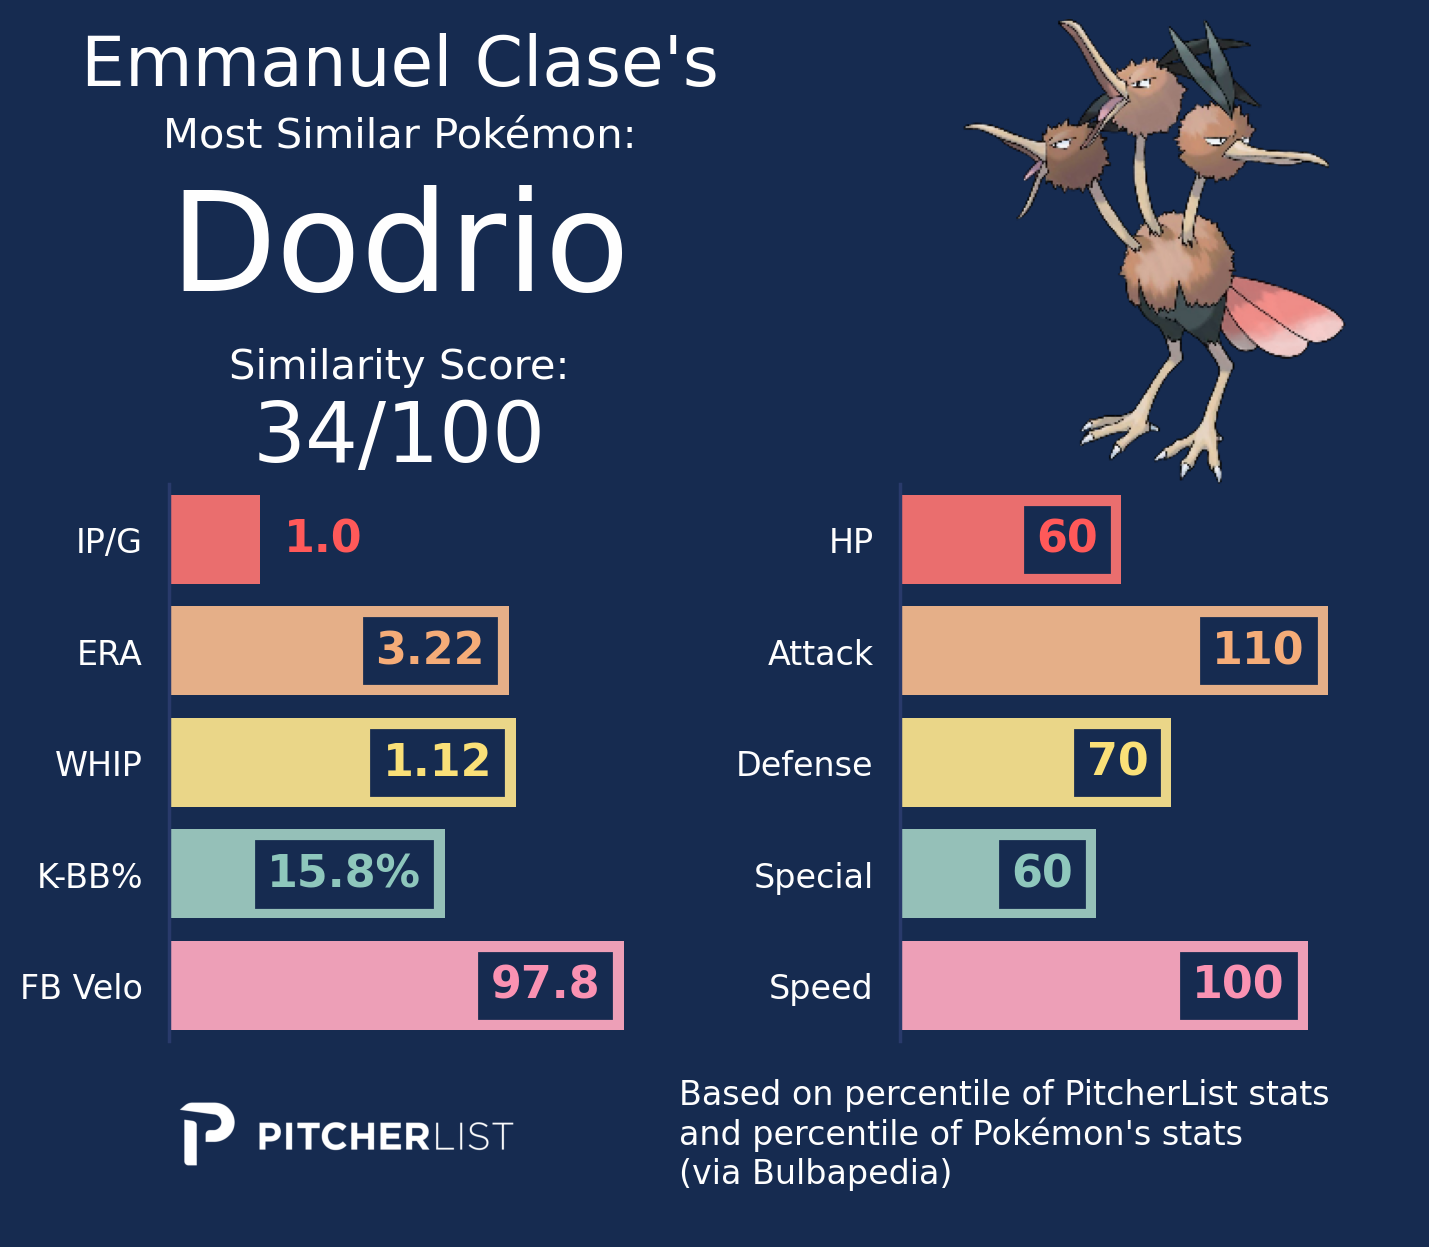 Emmanuel Clase's
Most Similar Pokémon:
Dodrio
Similarity Score:
34/100
IP/G 1.0
ERA 3.22
WHIP 1.12
K-BB% 15.8%
FB Velo 97.8
HP 60
Attack 110
Defense 70
Special 60
Speed 100
PITCHERLIST
Based on percentile of PitcherList stats
and percentile of Pokémon's stats
(via Bulbapedia)